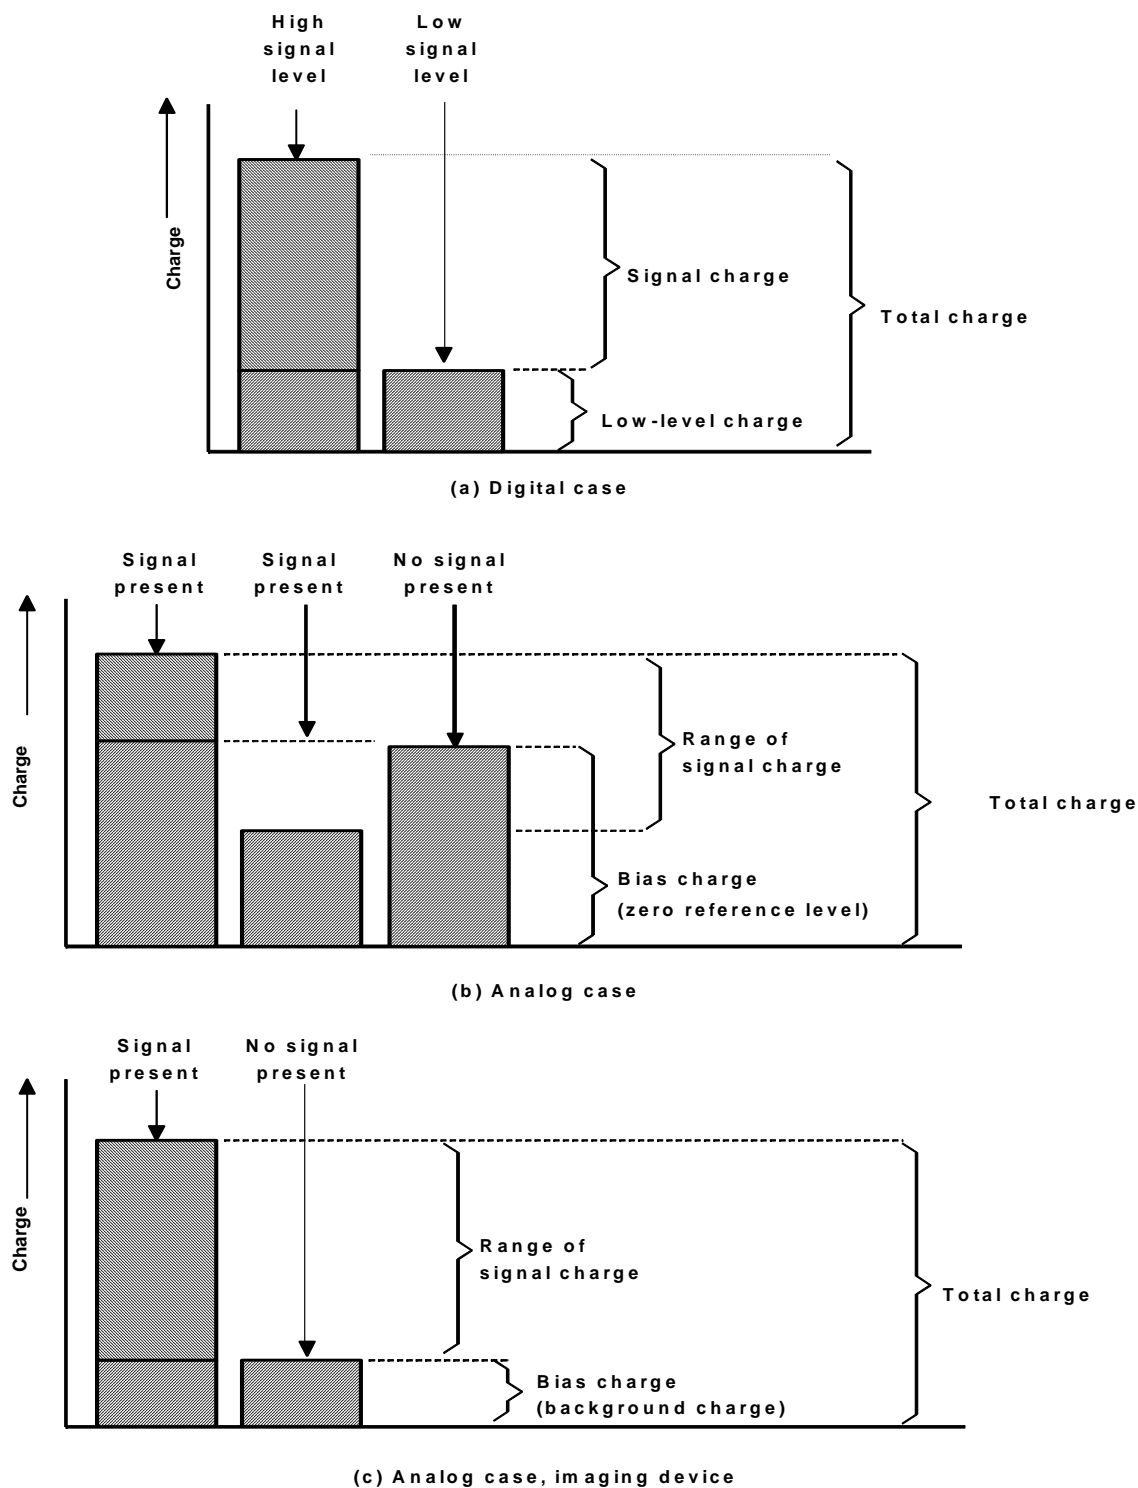 High
signal
level
Low
signal
level
Charge
Signal charge
Total charge
Low-level charge
(a) Digital case
Signal
present
Signal
present
No signal
present
Charge
Range of
signal charge
Total charge
Bias charge
(zero reference level)
(b) Analog case
Signal
present
No signal
present
Charge
Range of
signal charge
Total charge
Bias charge
(background charge)
(c) Analog case, imaging device